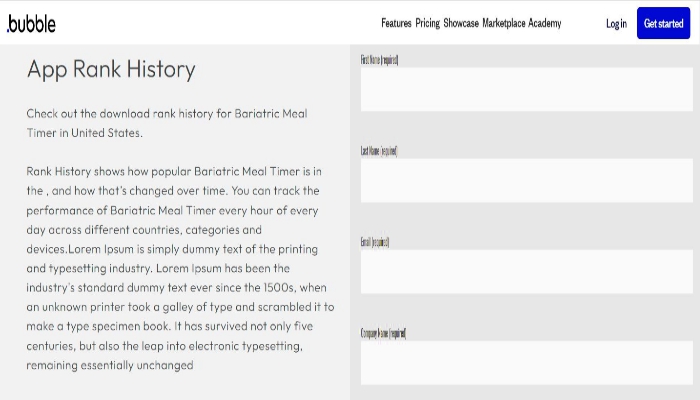 .bubble
Features Pricing Showcase Marketplace Academy
Log in
Get started
App Rank History
Check out the download rank history for Bariatric Meal
Timer in United States.
Rank History shows how popular Bariatric Meal Timer is in
the , and how that's changed over time. You can track the
performance of Bariatric Meal Timer every hour of every
day across different countries, categories and
devices.Lorem Ipsum is simply dummy text of the printing
and typesetting industry. Lorem Ipsum has been the
industry's standard dummy text ever since the 1500s, when
an unknown printer took a galley of type and scrambled it to
make a type specimen book. It has survived not only five
centuries, but also the leap into electronic typesetting,
remaining essentially unchanged
First Name (required)
Last Name (required)
Email (required)
Company Name (required)